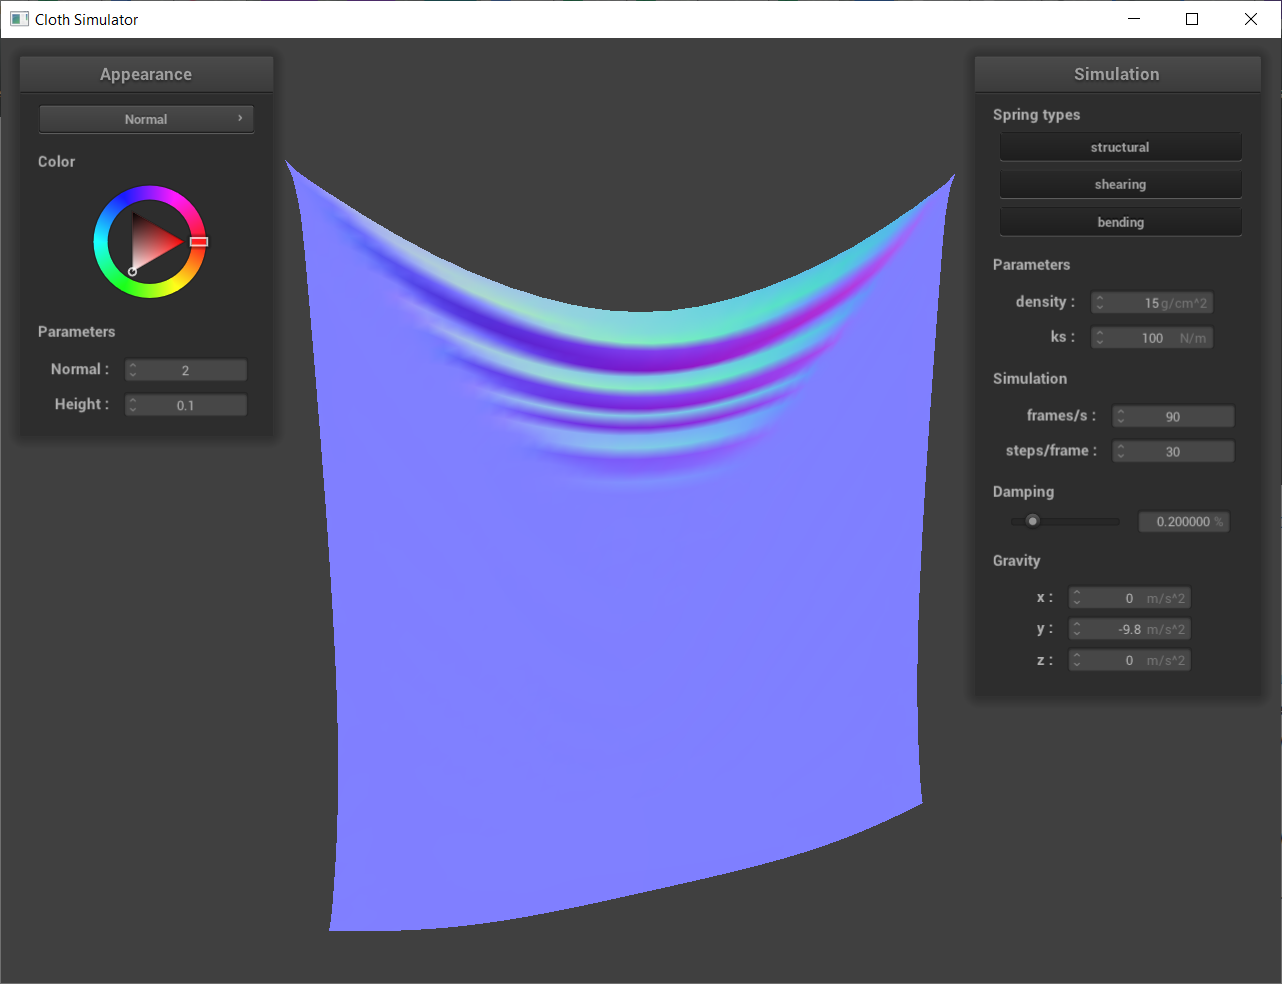 Cloth Simulator
Appearance
Normal
Color
Parameters
Normal : 2
Height : 0.1
Simulation
Spring types
structural
shearing
bending
Parameters
density : 15 g/cm^2
ks : 100 N/m
Simulation
frames/s : 90
steps/frame : 30
Damping
0.200000 %
Gravity
x : 0 m/s^2
y : -9.8 m/s^2
z : 0 m/s^2